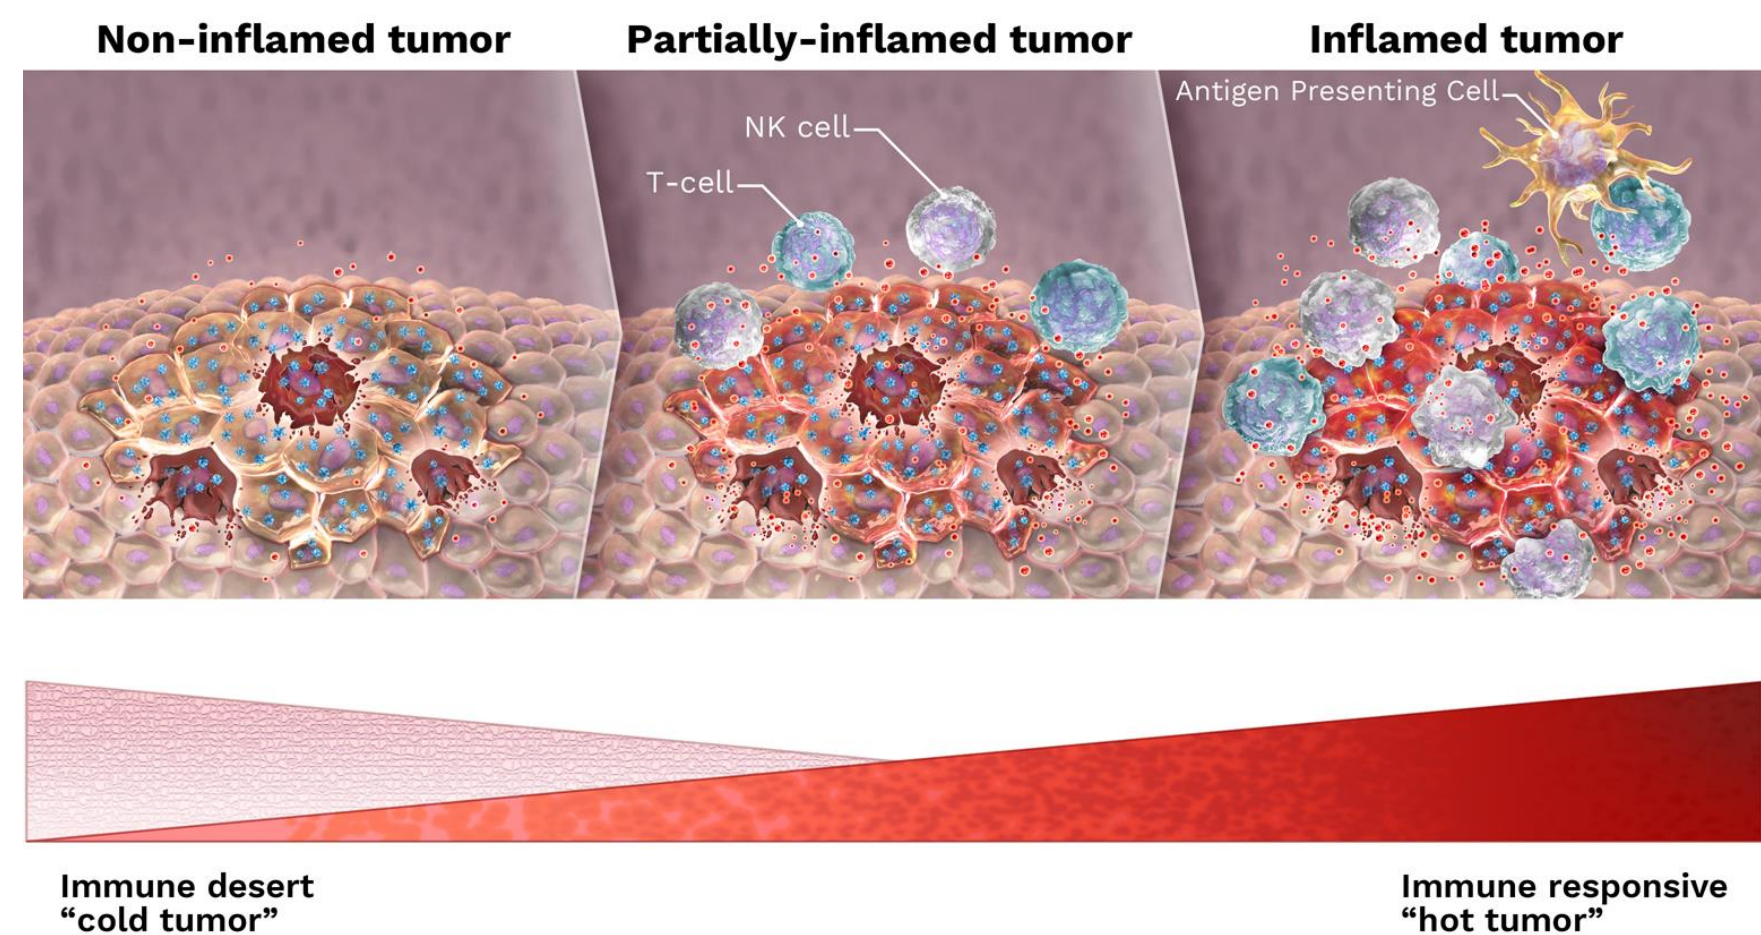 Non-inflamed tumor
Partially-inflamed tumor
Inflamed tumor
Antigen Presenting Cell
NK cell
T-cell
Immune desert
“cold tumor”
Immune responsive
“hot tumor”